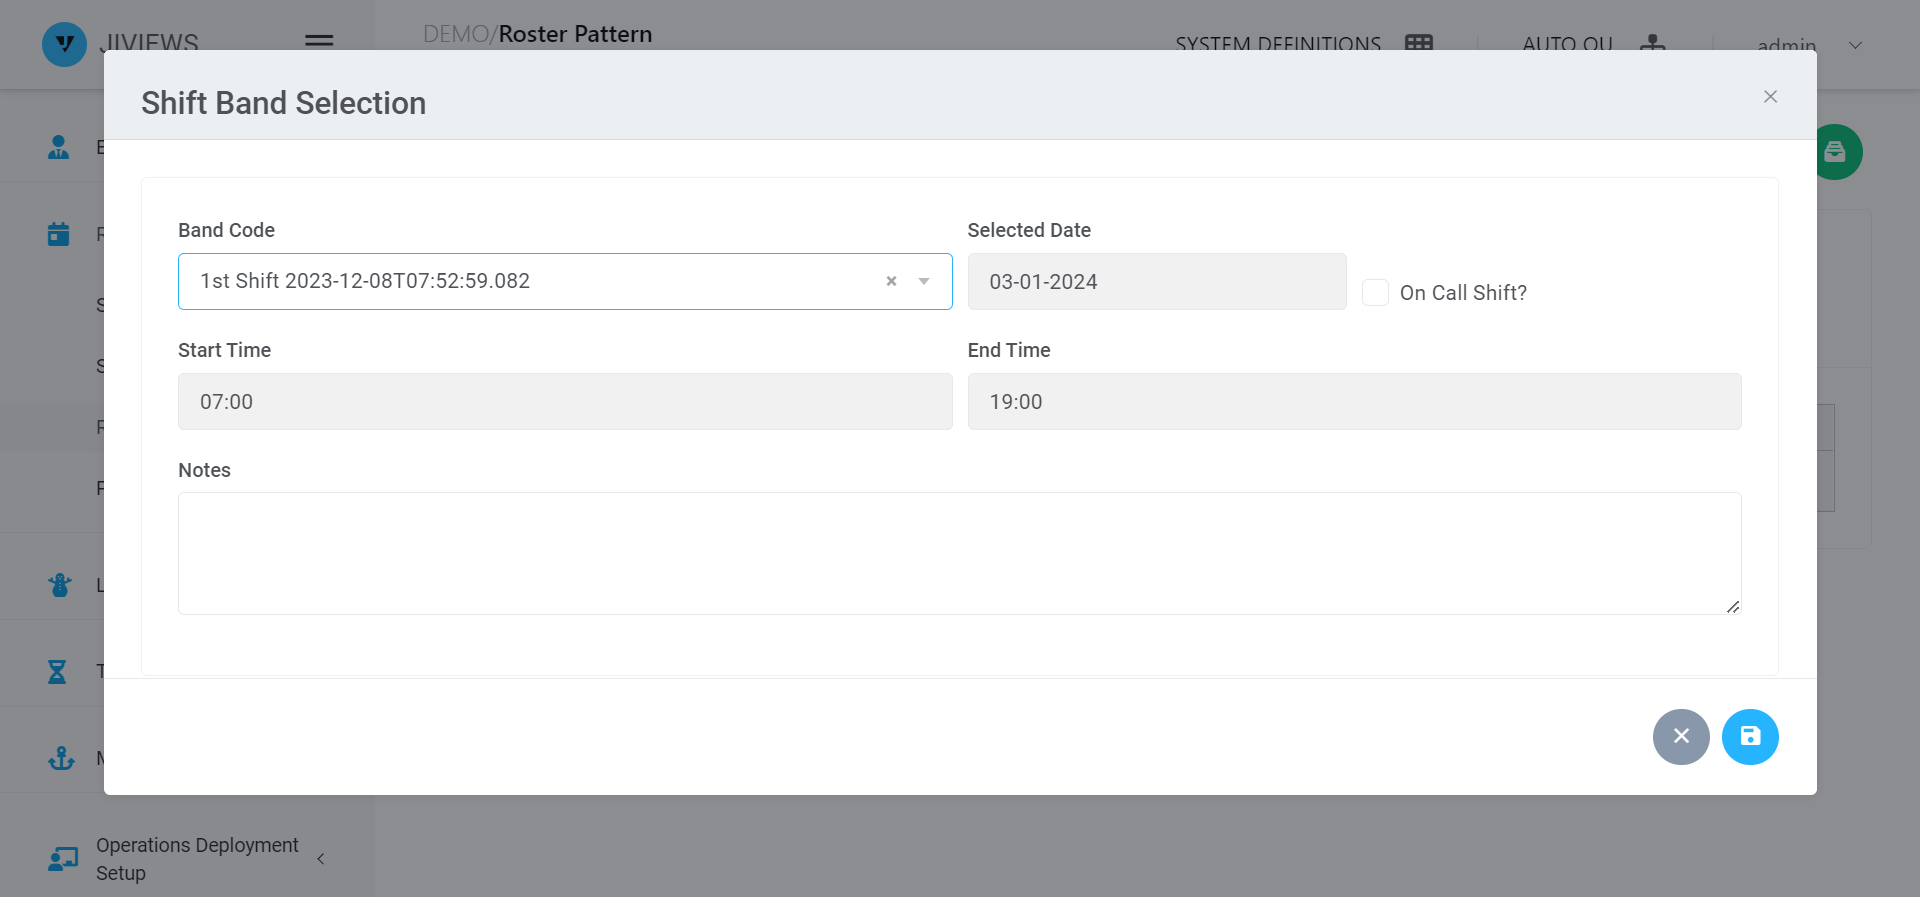 JIVIEWS
DEMO/Roster Pattern
SYSTEM DEFINITIONS
AUTO OU
admin
Shift Band Selection
Band Code
Selected Date
1st Shift 2023-12-08T07:52:59.082
03-01-2024
On Call Shift?
Start Time
End Time
07:00
19:00
Notes
Operations Deployment
Setup